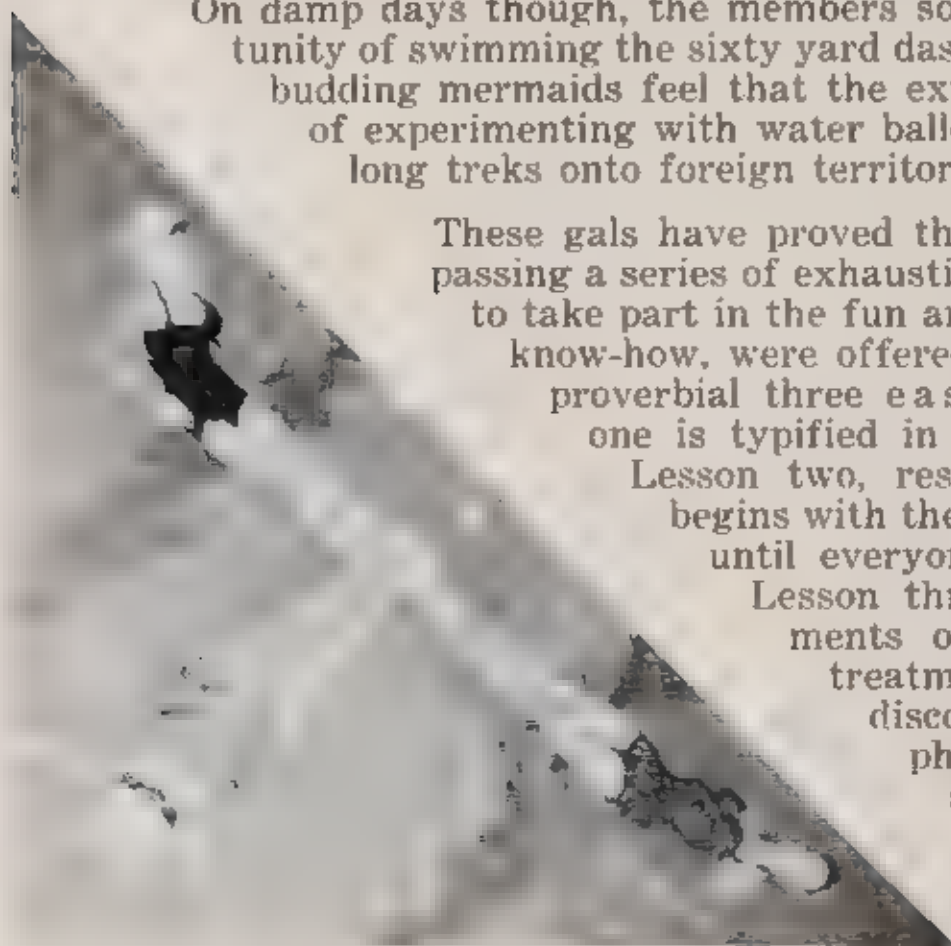 On damp days though, the members sc
tunity of swimming the sixty yard das
budding mermaids feel that the ex
of experimenting with water ball
long treks onto foreign territor
These gals have proved th
passing a series of exhausti
to take part in the fun a
know-how, were offere
proverbial three e a s
one is typified in
Lesson two, res
begins with the
until everyo
Lesson th
ments o
treatm
disco
ph